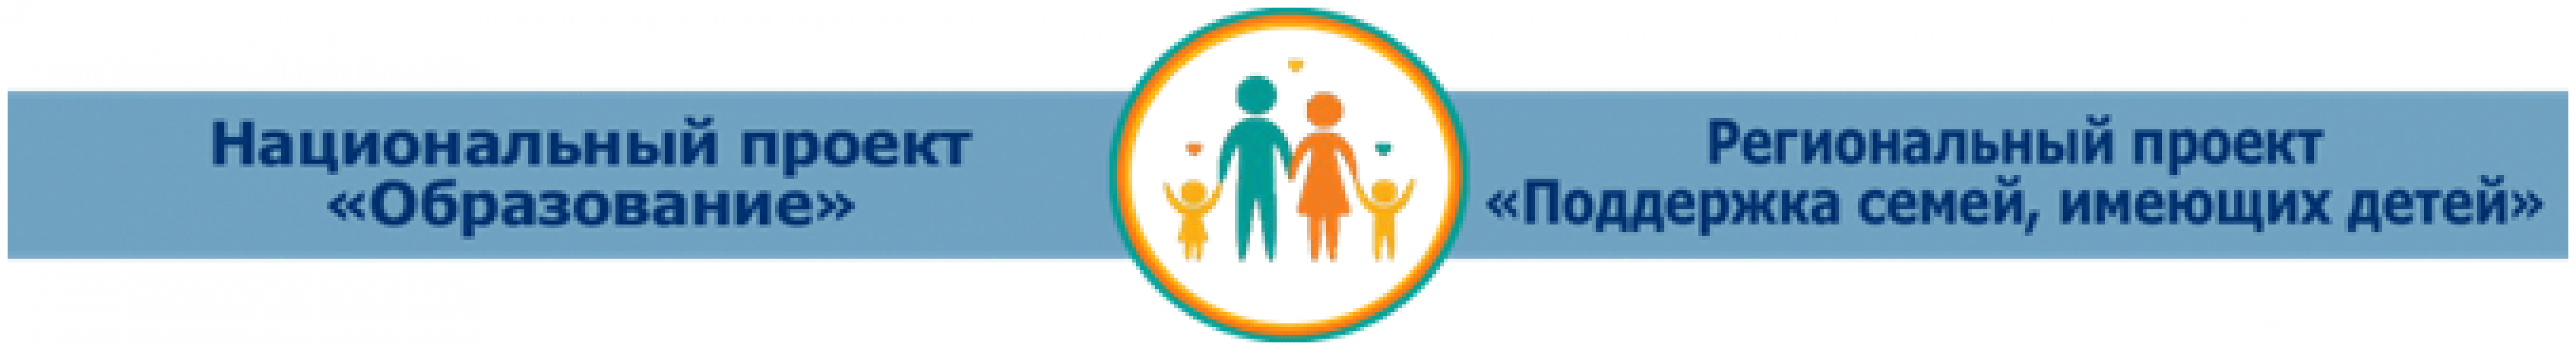 Национальный проект
«Образование»
Региональный проект
«Поддержка семей, имеющих детей»